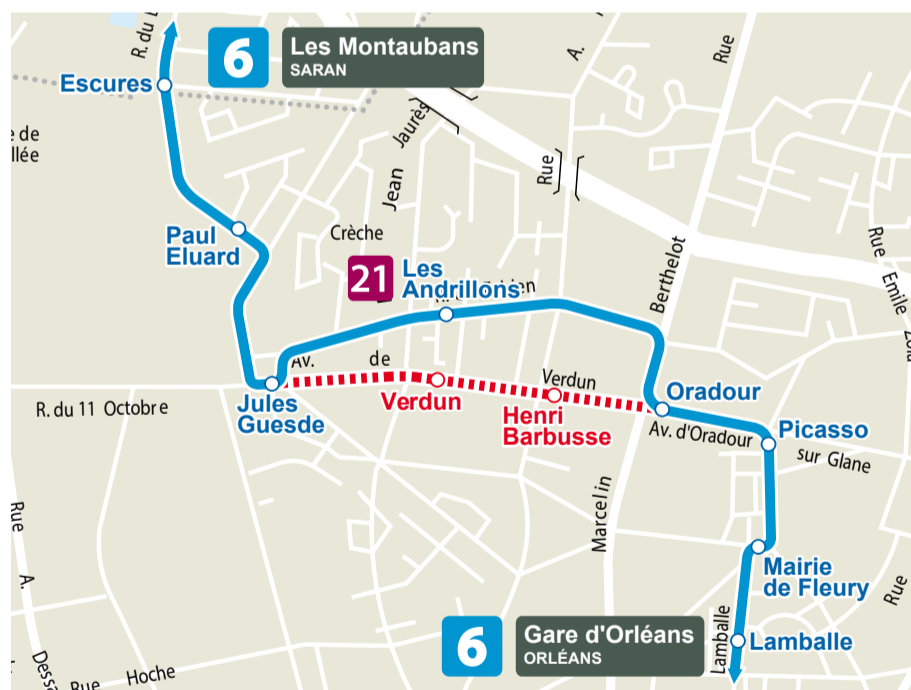 R. du
6
Les Montaubans
SARAN
A.
Rue
Escures
Jaurès
Jean
Rue
e de
llée
Paul
Eluard
Crèche
21
Les
Andrillons
Berthelot
Rue
Emile
Zola
Av.
de
Verdun
R. du 11 Octobre
Jules
Guesde
Verdun
Henri
Barbusse
Oradour
Av. d'Oradour
Picasso
sur Glane
Marcelin
Rue
A.
Mairie
de Fleury
Rue
6
Gare d'Orléans
ORLÉANS
Lamballe
Lamballe
Rue
Hoche